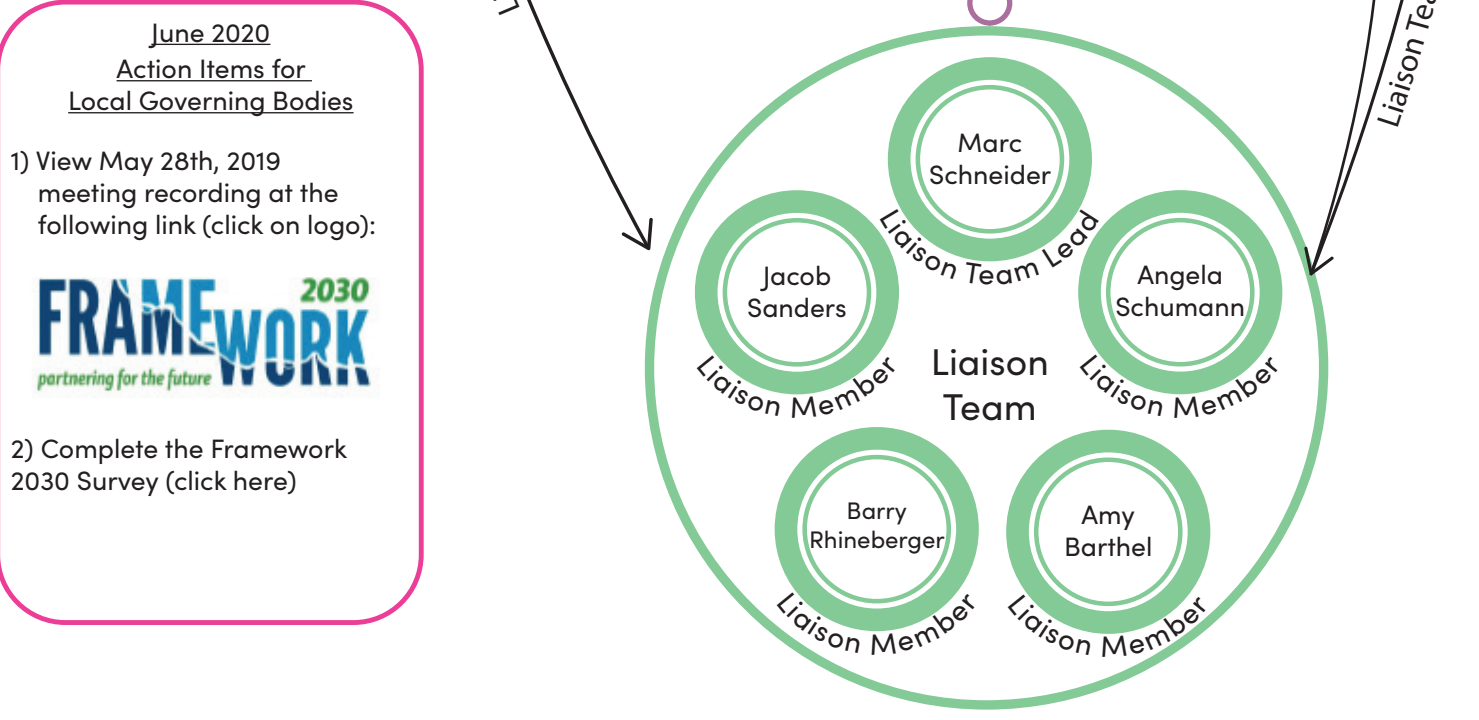 June 2020
Action Items for
Local Governing Bodies
1) View May 28th, 2019
meeting recording at the
following link (click on logo):
FRAMEWORK
2030
partnering for the future
2) Complete the Framework
2030 Survey (click here)
Liaison
Marc
Schneider
Liaison Team Lead
Jacob
Sanders
Liaison Member
Angela
Schumann
Liaison Member
Liaison
Team
Barry
Rhineberger
Liaison Member
Amy
Barthel
Liaison Member